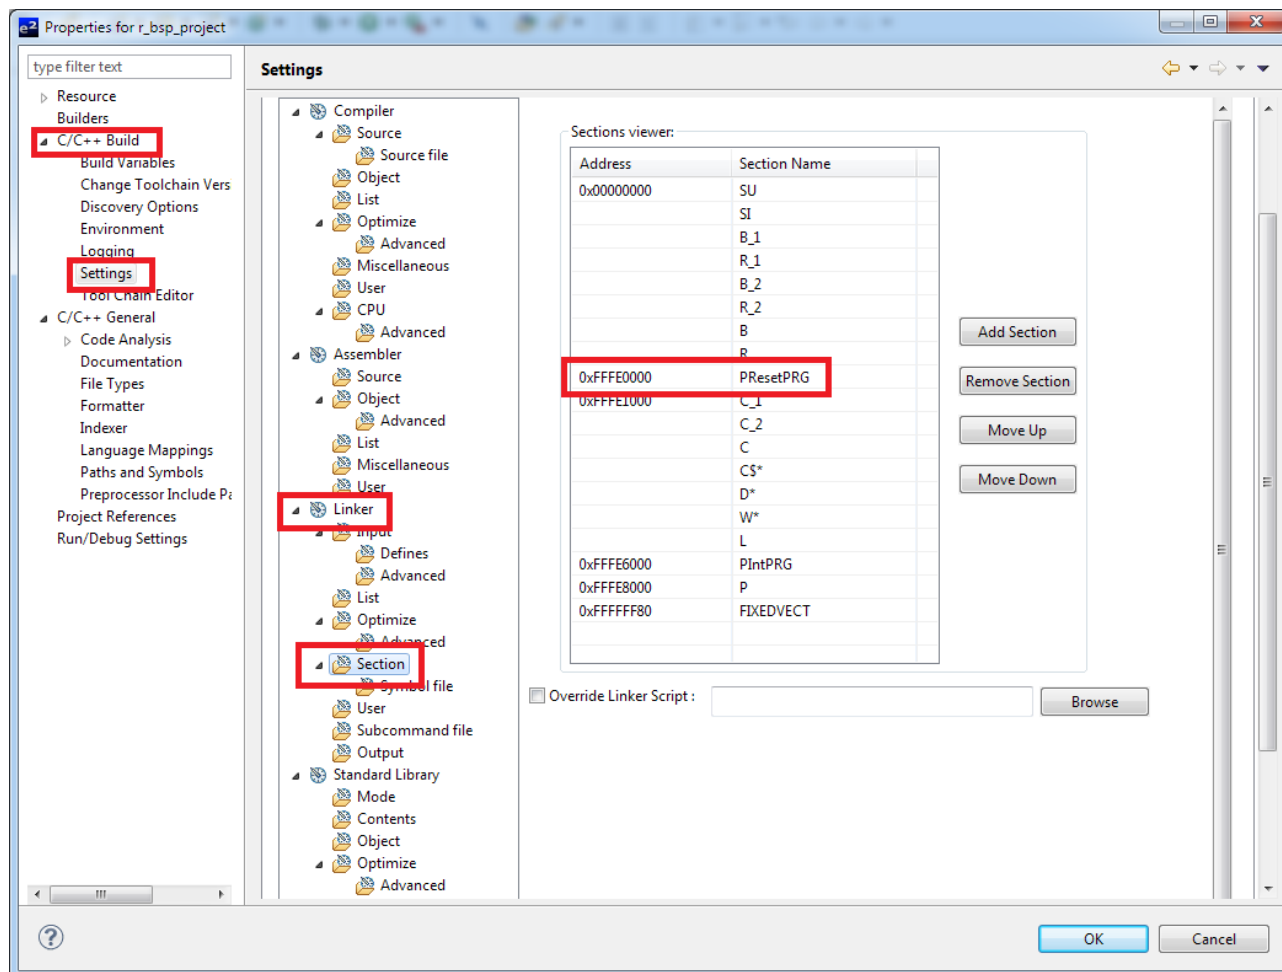 e² Properties for r_bsp_project
type filter text
Resource
Builders
C/C++ Build
Build Variables
Change Toolchain Vers
Discovery Options
Environment
Logging
Settings
Tool Chain Editor
C/C++ General
Code Analysis
Documentation
File Types
Formatter
Indexer
Language Mappings
Paths and Symbols
Preprocessor Include Pa
Project References
Run/Debug Settings
Settings
Compiler
Source
Source file
Object
List
Optimize
Advanced
Miscellaneous
User
CPU
Advanced
Assembler
Source
Object
Advanced
List
Miscellaneous
User
Linker
Input
Defines
Advanced
List
Optimize
Advanced
Section
Symbol file
User
Subcommand file
Output
Standard Library
Mode
Contents
Object
Optimize
Advanced
Sections viewer:
Address Section Name
0x00000000 SU
SI
B_1
R_1
B_2
R_2
B
R
0xFFFE0000 PResetPRG
0xFFFE1000 C_1
C_2
C
C$*
D*
W*
L
0xFFFE6000 PIntPRG
0xFFFE8000 P
0xFFFFFF80 FIXEDVECT
Add Section
Remove Section
Move Up
Move Down
Override Linker Script :
Browse
OK
Cancel